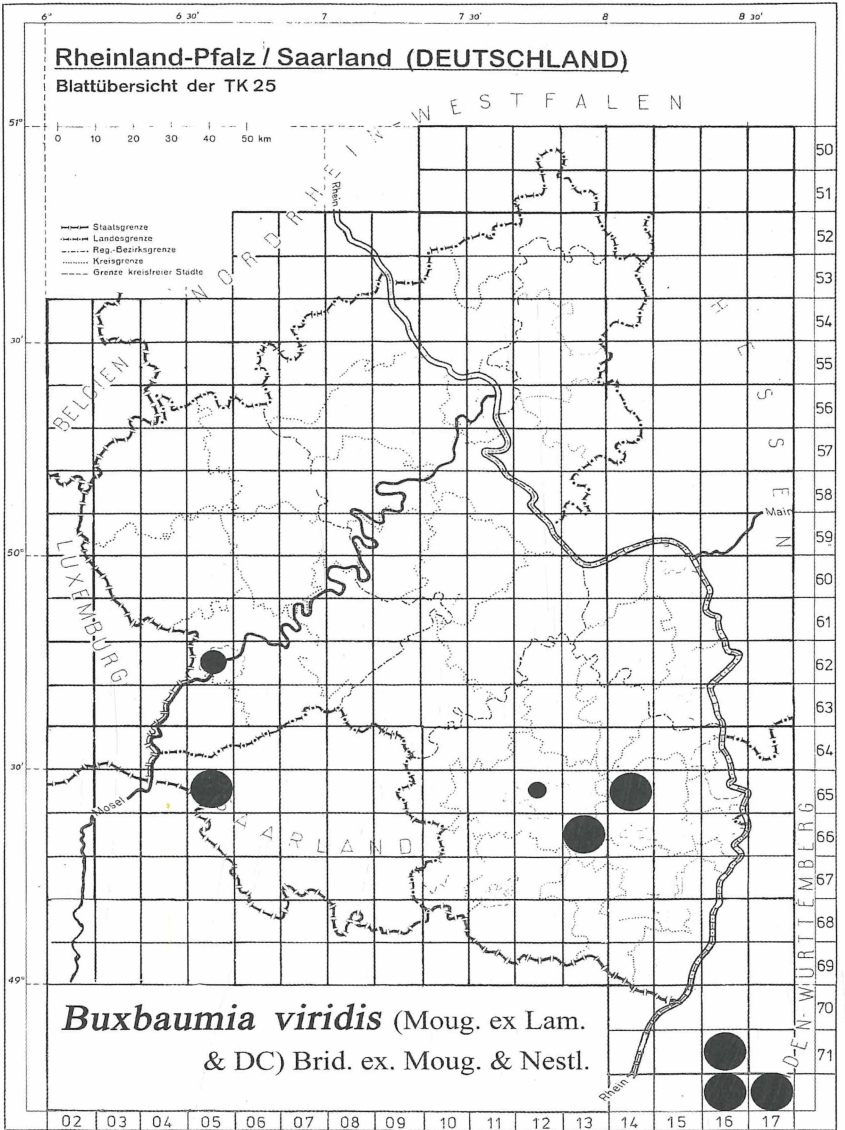 6° 6 30' 7 7 30' 8 8 30'
Rheinland-Pfalz / Saarland (DEUTSCHLAND)
Blattübersicht der TK 25
NORDRHEIN-WESTFALEN
51°
0 10 20 30 40 50 km
Staatsgrenze
Landesgrenze
Reg.-Bezirksgrenze
Kreisgrenze
Grenze kreisfreier Städte
Rhein
HESSEN
30'
BELGIEN
Main
50°
LUXEMBURG
30'
Mosel
SAARLAND
DEN-WÜRTTEMBERG
49°
50
51
52
53
54
55
56
57
58
59
60
61
62
63
64
65
66
67
68
69
70
71
Buxbaumia viridis (Moug. ex Lam.
& DC) Brid. ex. Moug. & Nestl.
Rhein
02 03 04 05 06 07 08 09 10 11 12 13 14 15 16 17